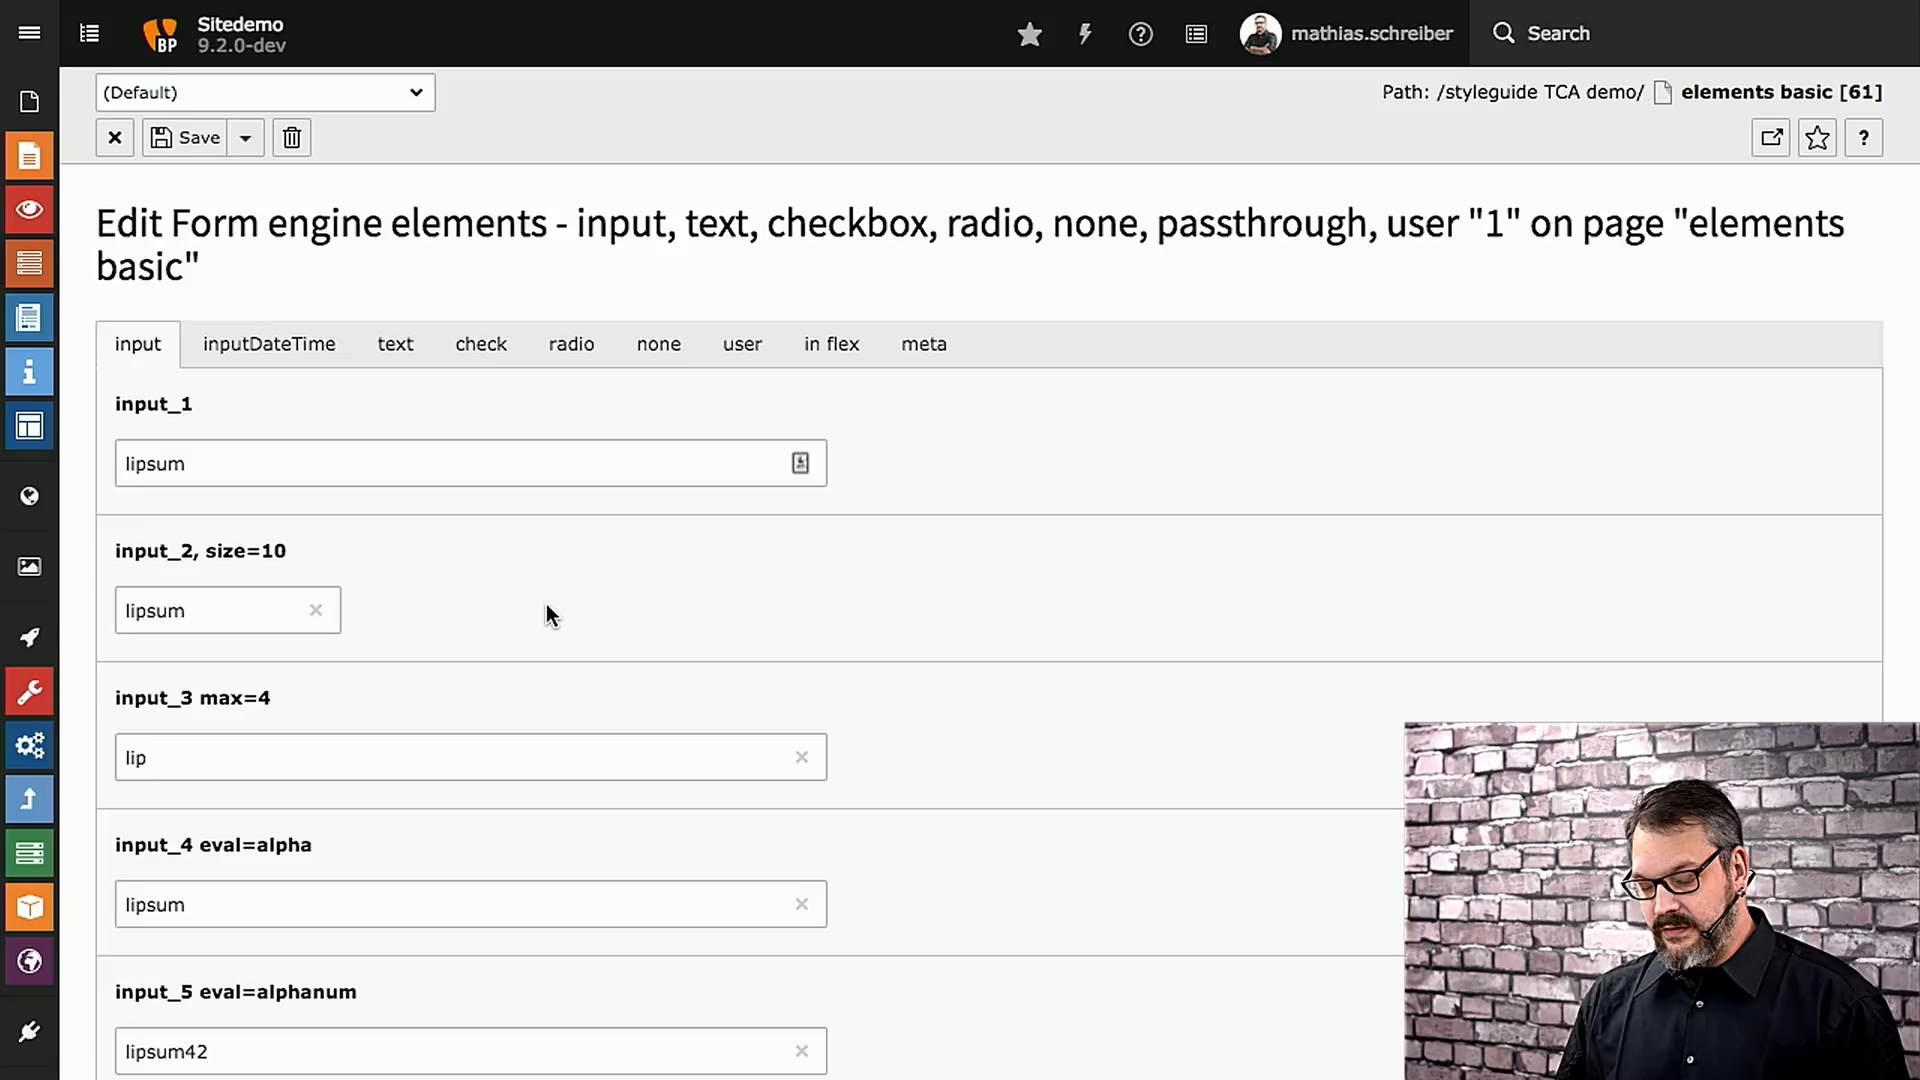 Sitedemo
9.2.0-dev
BP
mathias.schreiber
Search
(Default)
Path: /styleguide TCA demo/ elements basic [61]
Save
?
Edit Form engine elements - input, text, checkbox, radio, none, passthrough, user "1" on page "elements
basic"
input inputDateTime text check radio none user in flex meta
input_1
lipsum
input_2, size=10
lipsum
input_3 max=4
lip
input_4 eval=alpha
lipsum
input_5 eval=alphanum
lipsum42